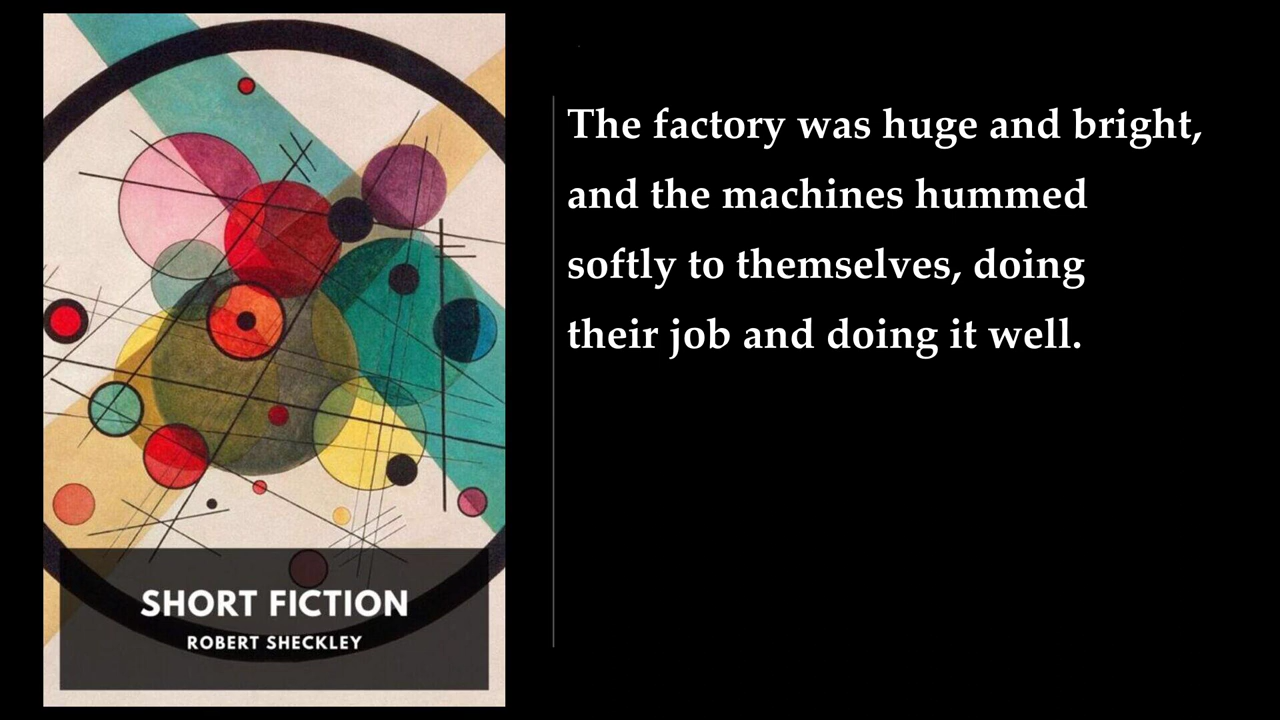 SHORT FICTION
ROBERT SHECKLEY
The factory was huge and bright,
and the machines hummed
softly to themselves, doing
their job and doing it well.